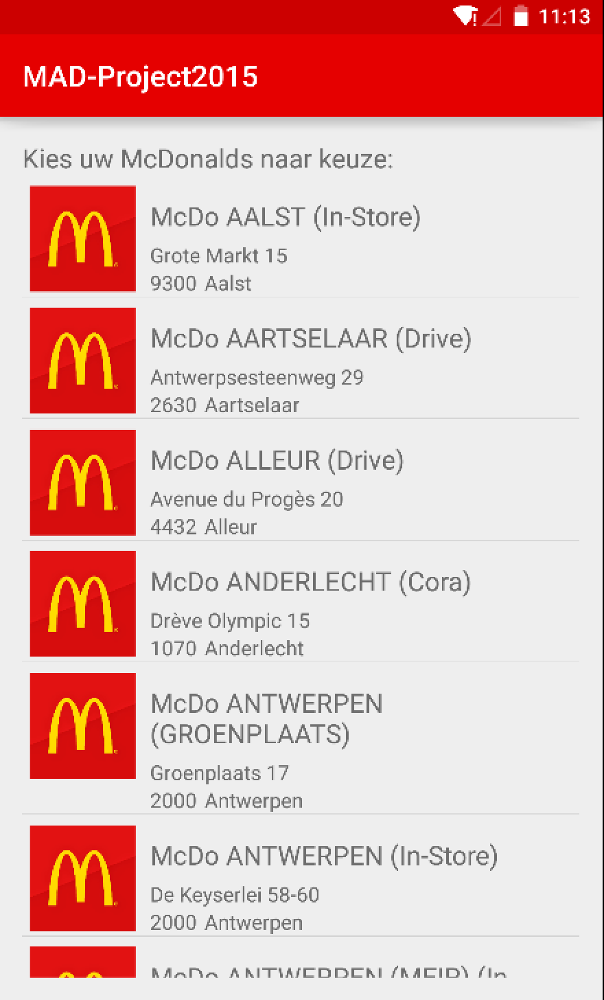 11:13
MAD-Project2015
Kies uw McDonalds naar keuze:
McDo AALST (In-Store)
Grote Markt 15
9300 Aalst
McDo AARTSELAAR (Drive)
Antwerpsesteenweg 29
2630 Aartselaar
McDo ALLEUR (Drive)
Avenue du Progès 20
4432 Alleur
McDo ANDERLECHT (Cora)
Drève Olympic 15
1070 Anderlecht
McDo ANTWERPEN
(GROENPLAATS)
Groenplaats 17
2000 Antwerpen
McDo ANTWERPEN (In-Store)
De Keyserlei 58-60
2000 Antwerpen
McDo ANTWERPEN (MEIR) (In